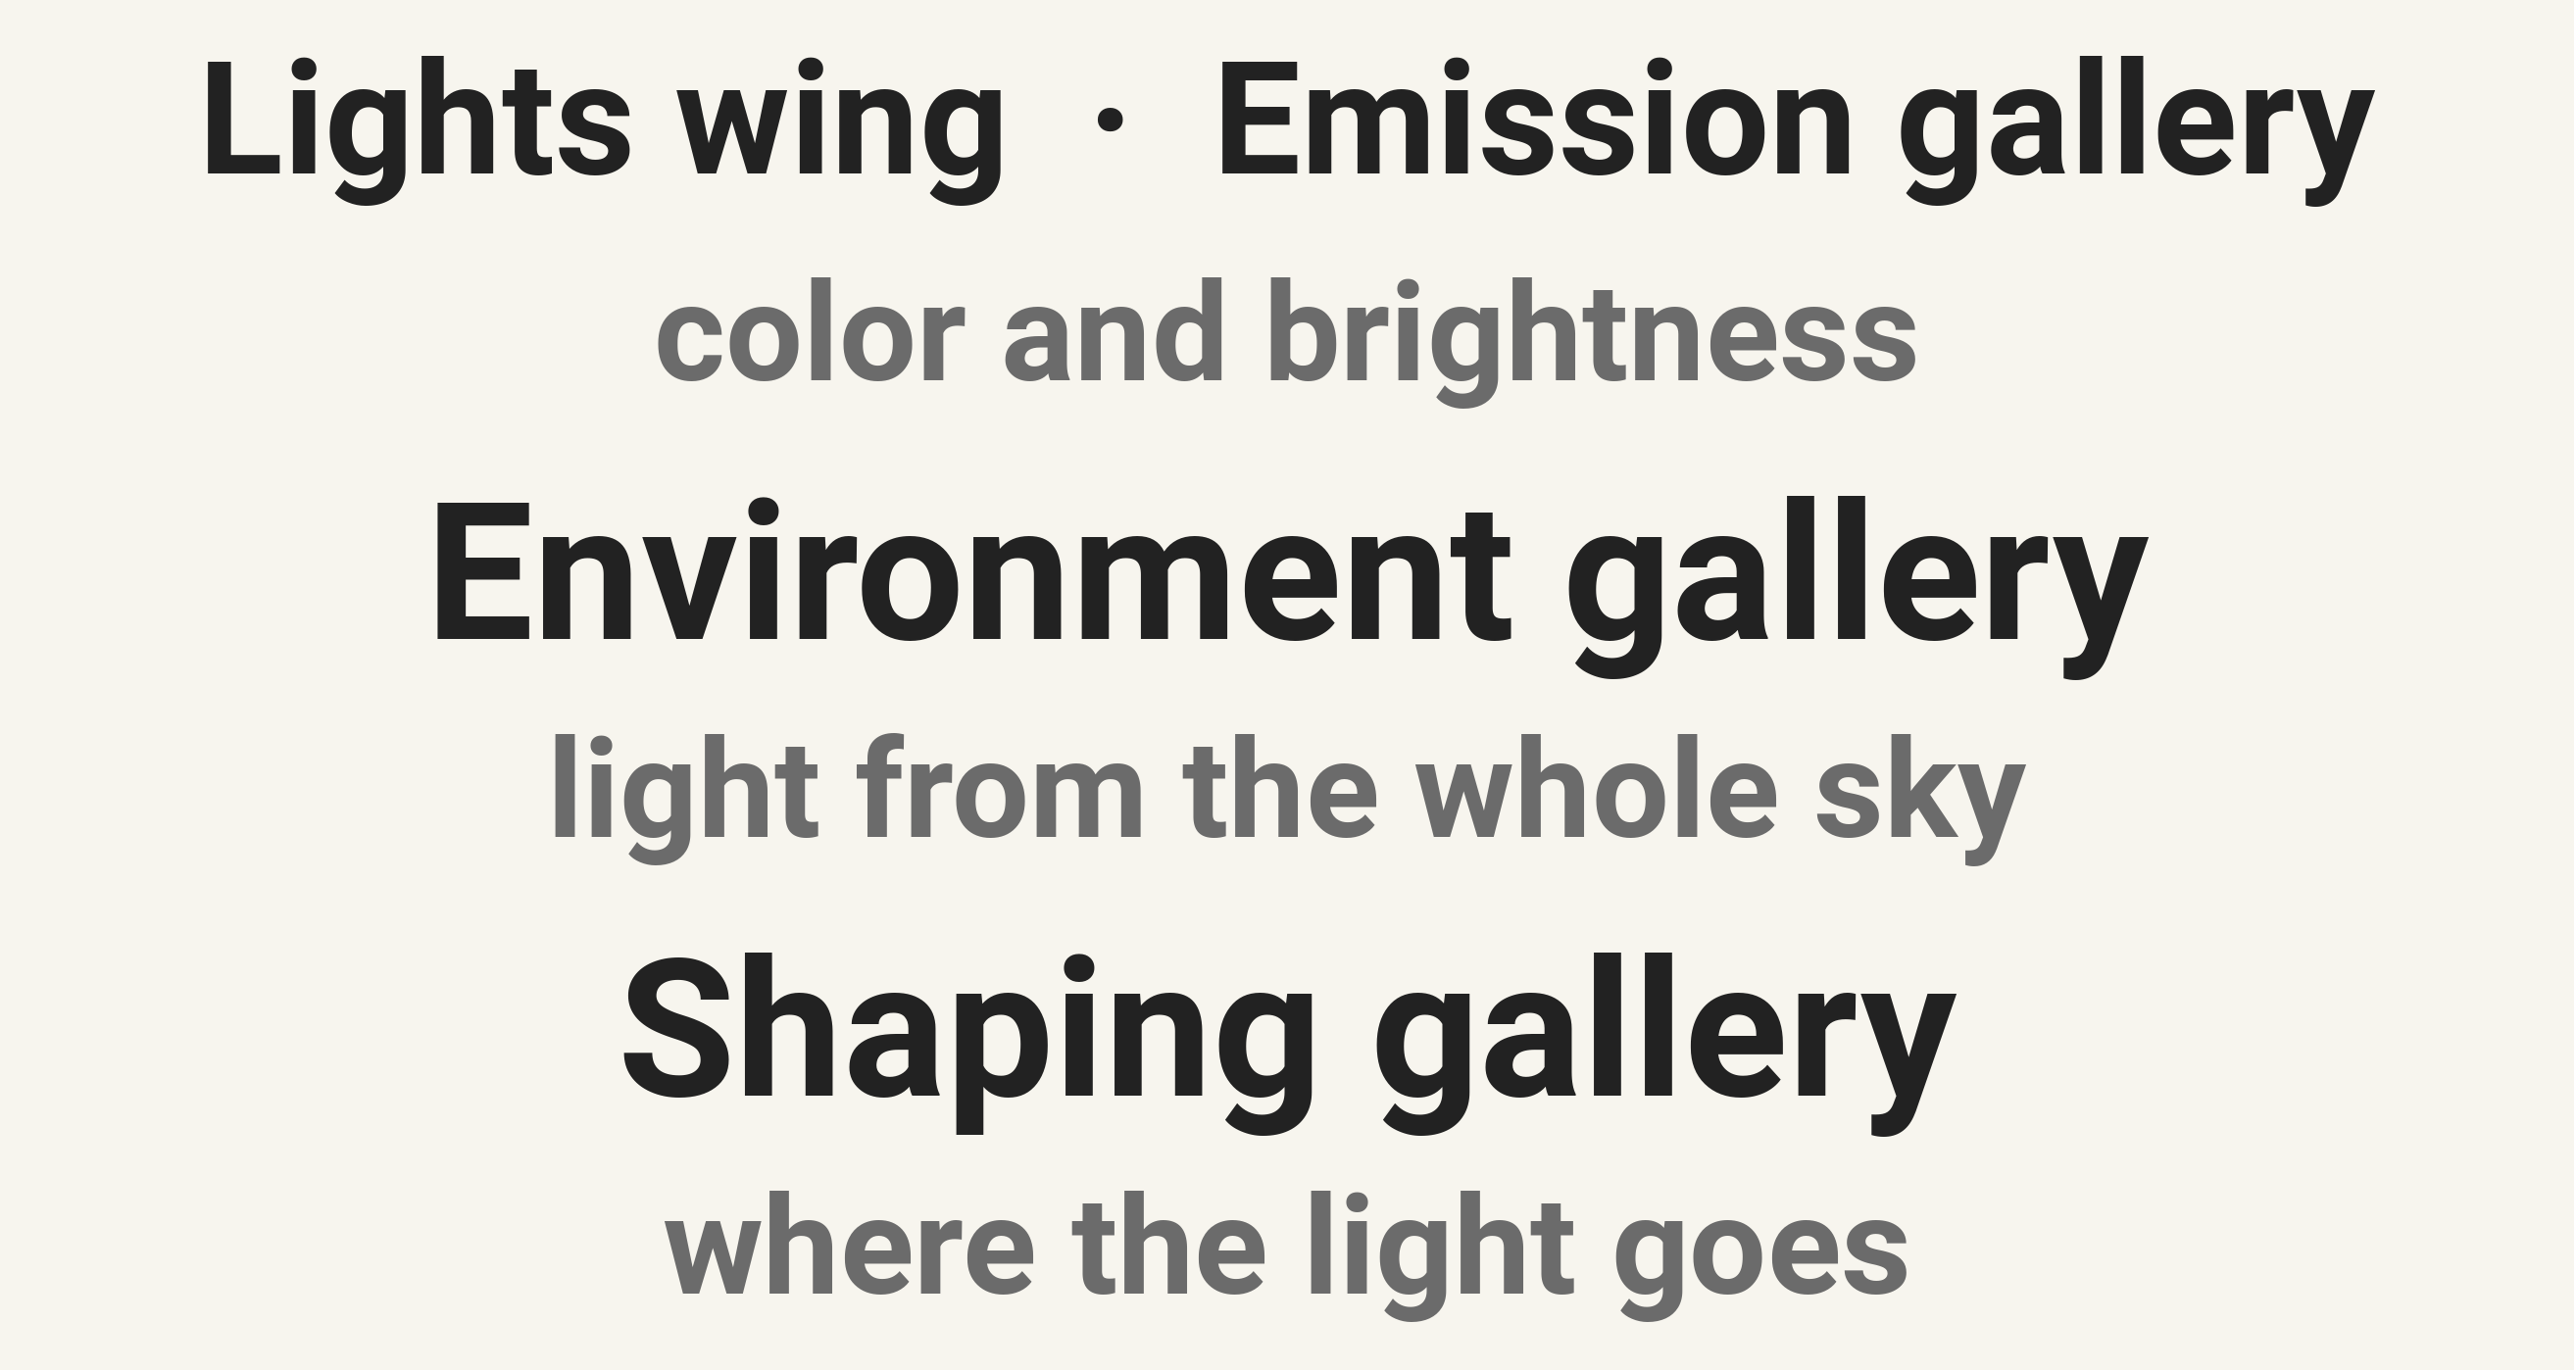 Lights wing · Emission gallery
color and brightness
Environment gallery
light from the whole sky
Shaping gallery
where the light goes